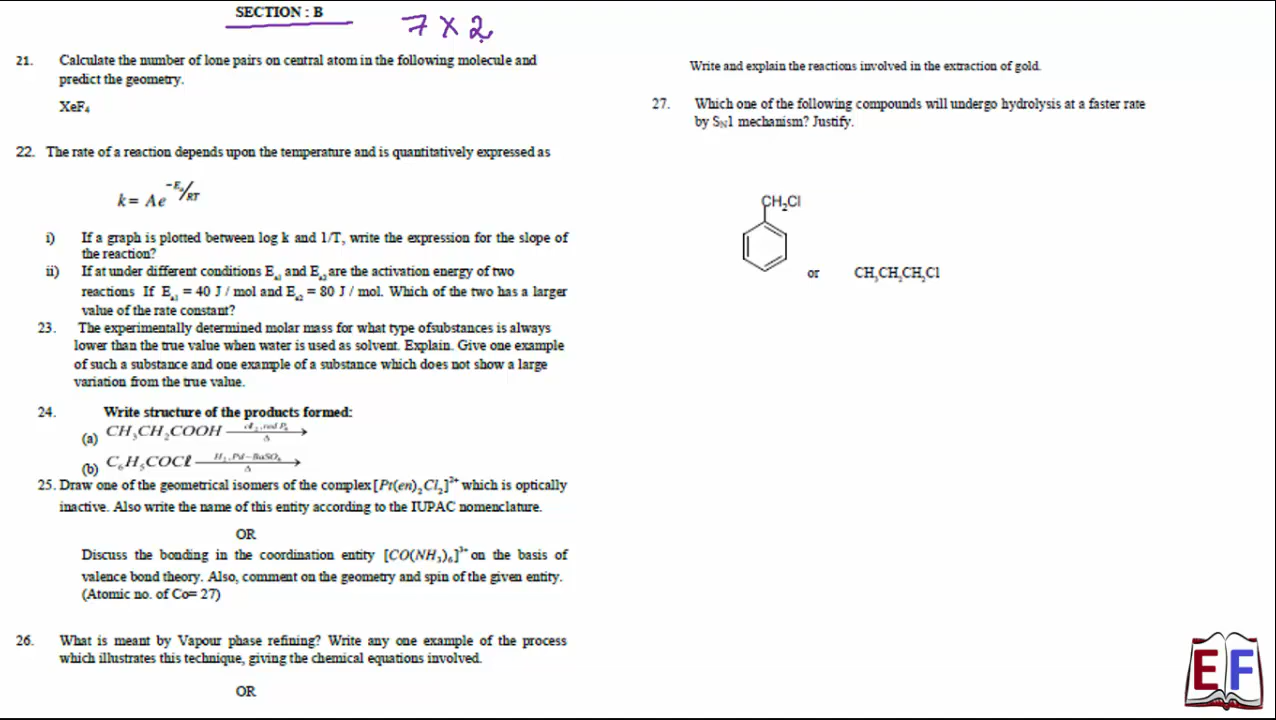 SECTION : B
7 × 2
21. Calculate the number of lone pairs on central atom in the following molecule and
predict the geometry.
XeF₄
22. The rate of a reaction depends upon the temperature and is quantitatively expressed as
k = Ae^(-Eₐ/RT)
i) If a graph is plotted between log k and 1/T, write the expression for the slope of
the reaction?
ii) If at under different conditions Eₐ₁ and Eₐ₂ are the activation energy of two
reactions If Eₐ₁ = 40 J / mol and Eₐ₂ = 80 J / mol. Which of the two has a larger
value of the rate constant?
23. The experimentally determined molar mass for what type ofsubstances is always
lower than the true value when water is used as solvent. Explain. Give one example
of such a substance and one example of a substance which does not show a large
variation from the true value.
24. Write structure of the products formed:
(a) CH₃CH₂COOH cℓ₂,red P₄ Δ →
(b) C₆H₅COCℓ H₂,Pd−BaSO₄ Δ →
25. Draw one of the geometrical isomers of the complex [Pt(en)₂Cl₂]²⁺ which is optically
inactive. Also write the name of this entity according to the IUPAC nomenclature.
OR
Discuss the bonding in the coordination entity [CO(NH₃)₆]³⁺ on the basis of
valence bond theory. Also, comment on the geometry and spin of the given entity.
(Atomic no. of Co= 27)
26. What is meant by Vapour phase refining? Write any one example of the process
which illustrates this technique, giving the chemical equations involved.
OR
Write and explain the reactions involved in the extraction of gold.
27. Which one of the following compounds will undergo hydrolysis at a faster rate
by S_N1 mechanism? Justify.
CH₂Cl
or CH₃CH₂CH₂Cl
EF